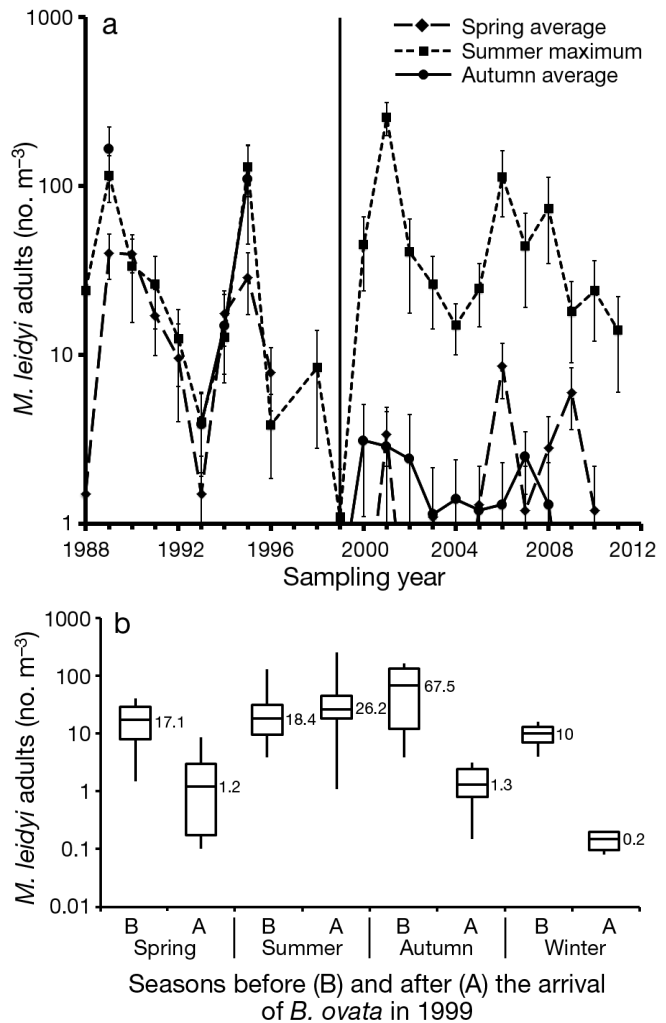 a
Spring average
Summer maximum
Autumn average
1000
100
10
1
M. leidyi adults (no. m⁻³)
1988 1992 1996 2000 2004 2008 2012
Sampling year
b
1000
100
10
1
0.1
0.01
M. leidyi adults (no. m⁻³)
17.1
1.2
18.4
26.2
67.5
1.3
10
0.2
B A B A B A B A
Spring Summer Autumn Winter
Seasons before (B) and after (A) the arrival
of B. ovata in 1999